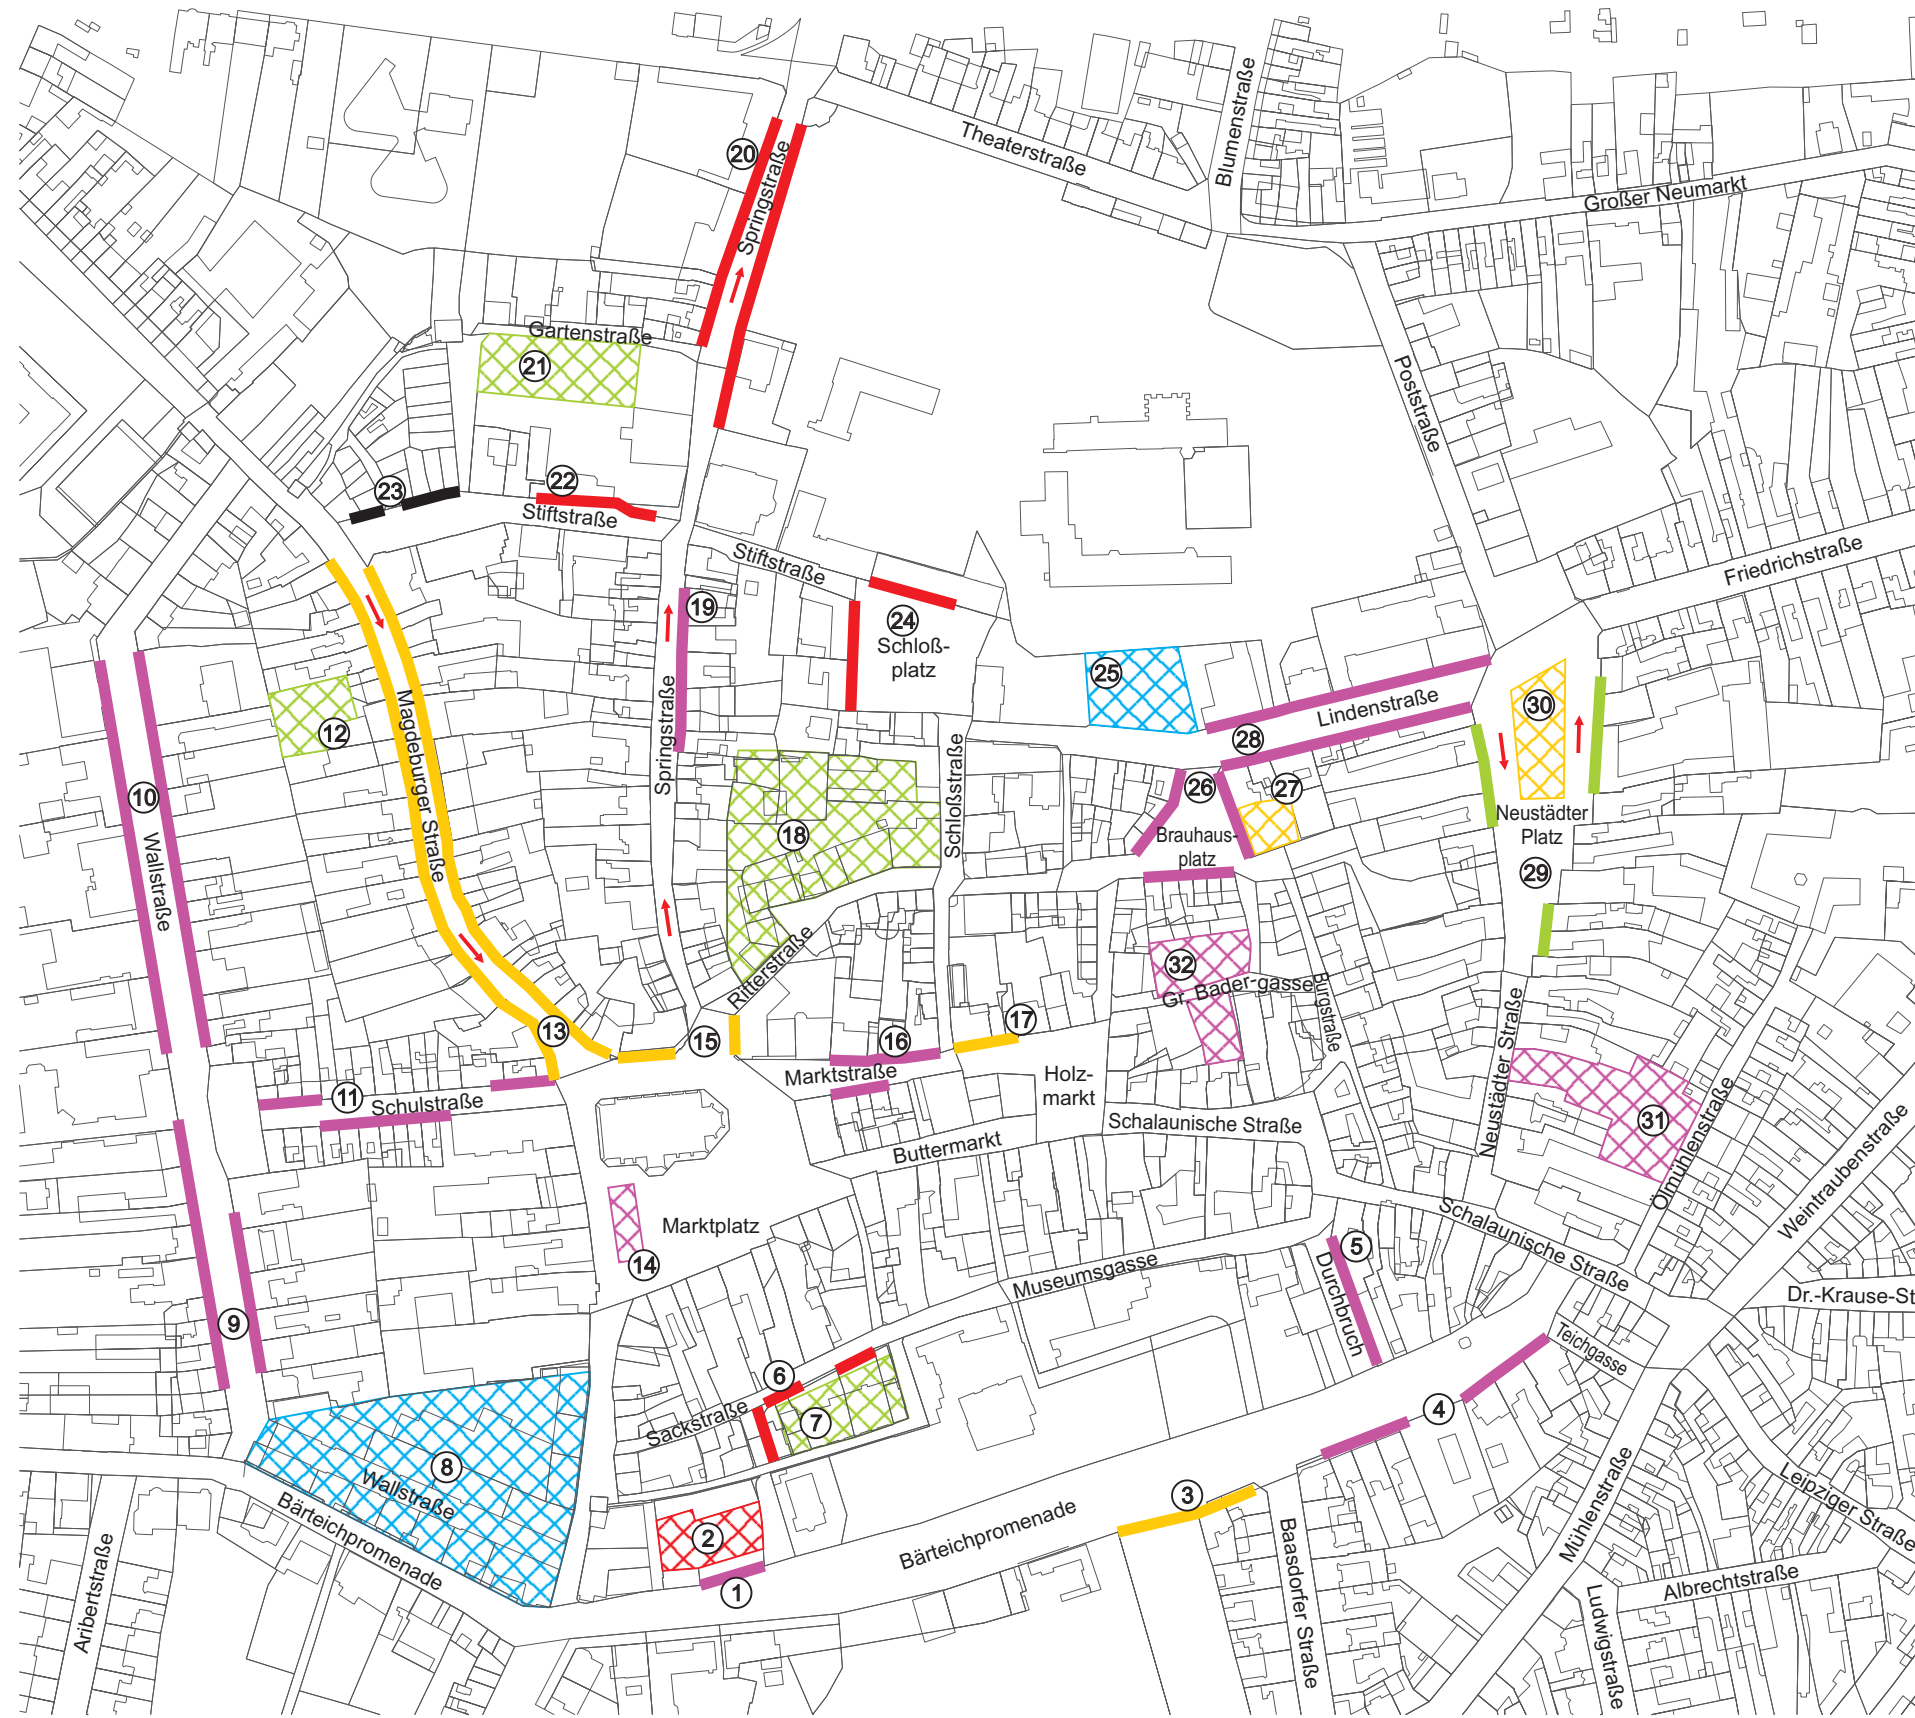 Blumenstraße
Theaterstraße
20
Springstraße
Großer Neumarkt
Gartenstraße
21
Poststraße
22
23
Stiftstraße
Stiftstraße
Friedrichstraße
19
24
Schloß-
platz
25
Magdeburger Straße
12
Springstraße
Lindenstraße
30
28
26
27
10
Wallstraße
18
Schloßstraße
Brauhaus-
platz
Neustädter
Platz
29
32
Gr. Bader-gasse
Ritterstraße
Burgstraße
Neustädter Straße
13
15
16
17
Marktstraße
Holz-
markt
11
Schulstraße
Schalaunische Straße
Buttermarkt
31
Ölmühlenstraße
Weintraubenstraße
Marktplatz
14
Schalaunische Straße
5
Durchbruch
Museumsgasse
Dr.-Krause-St
9
Teichgasse
6
7
Sackstraße
4
8
Wallstraße
Bärteichpromenade
3
Leipziger Straße
Mühlenstraße
2
Bärteichpromenade
1
Baasdorfer Straße
Albrechtstraße
Ludwigstraße
Aribertstraße